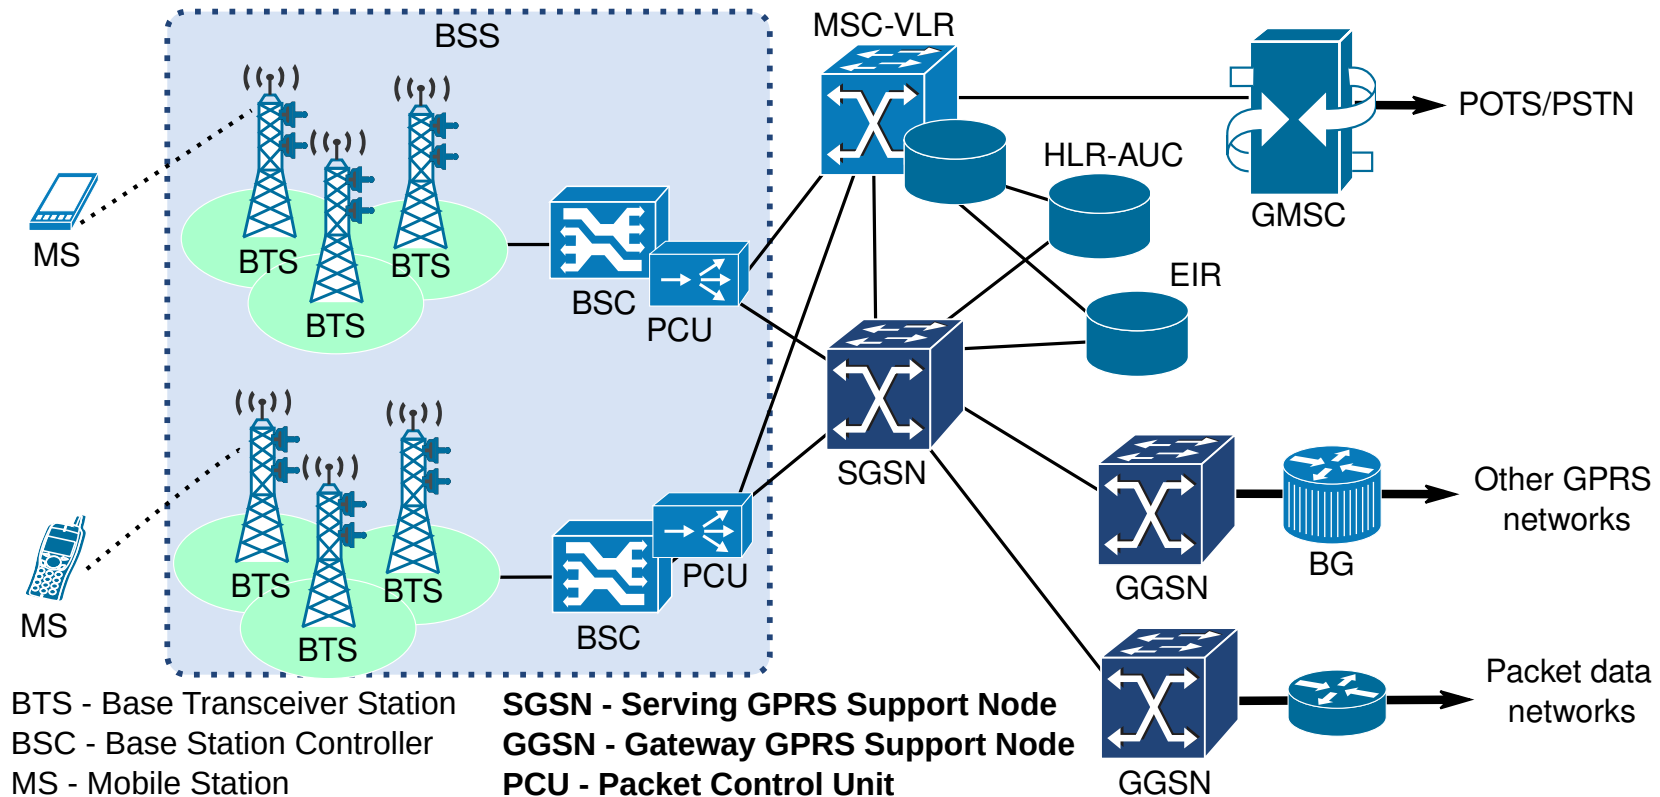 BSS
MSC-VLR
POTS/PSTN
HLR-AUC
GMSC
MS
BTS
BTS
BTS
BSC
PCU
EIR
SGSN
Other GPRS
networks
BG
GGSN
MS
BTS
BTS
BTS
BSC
PCU
Packet data
networks
GGSN
BTS - Base Transceiver Station
BSC - Base Station Controller
MS - Mobile Station
SGSN - Serving GPRS Support Node
GGSN - Gateway GPRS Support Node
PCU - Packet Control Unit